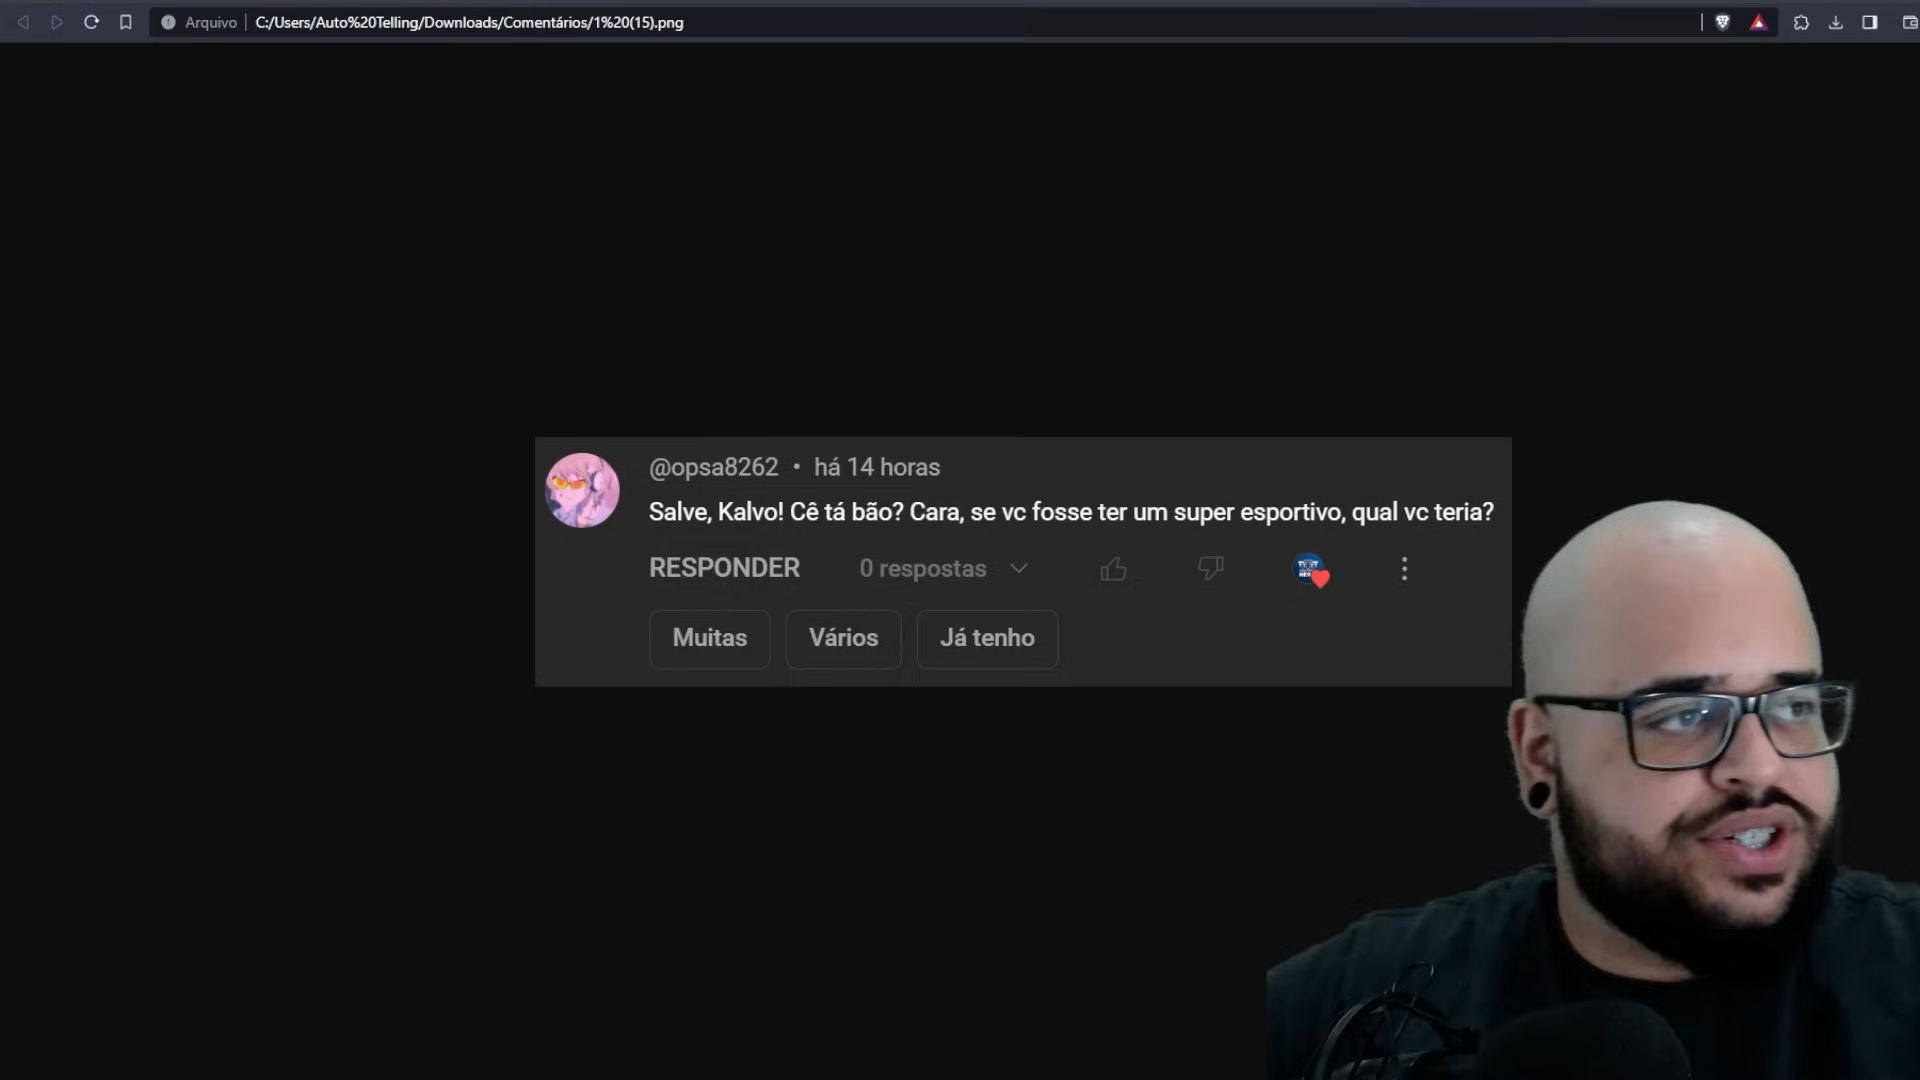 Arquivo
C:/Users/Auto%20Telling/Downloads/Comentários/1%20(15).png
@opsa8262 • há 14 horas
Salve, Kalvo! Cê tá bão? Cara, se vc fosse ter um super esportivo, qual vc teria?
RESPONDER 0 respostas
Muitas Vários Já tenho